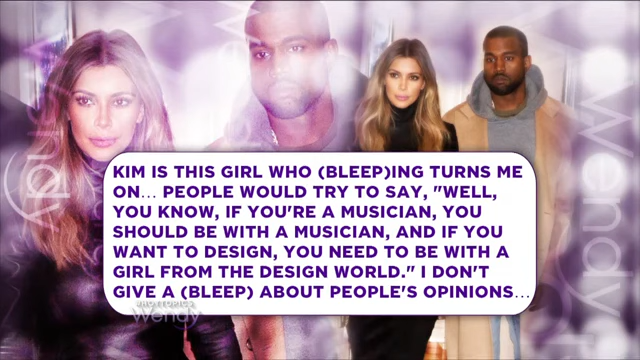 KIM IS THIS GIRL WHO (BLEEP)ING TURNS ME
ON... PEOPLE WOULD TRY TO SAY, "WELL,
YOU KNOW, IF YOU'RE A MUSICIAN, YOU
SHOULD BE WITH A MUSICIAN, AND IF YOU
WANT TO DESIGN, YOU NEED TO BE WITH A
GIRL FROM THE DESIGN WORLD." I DON'T
GIVE A (BLEEP) ABOUT PEOPLE'S OPINIONS...
#HOTTOPICS
Wendy
Wendy